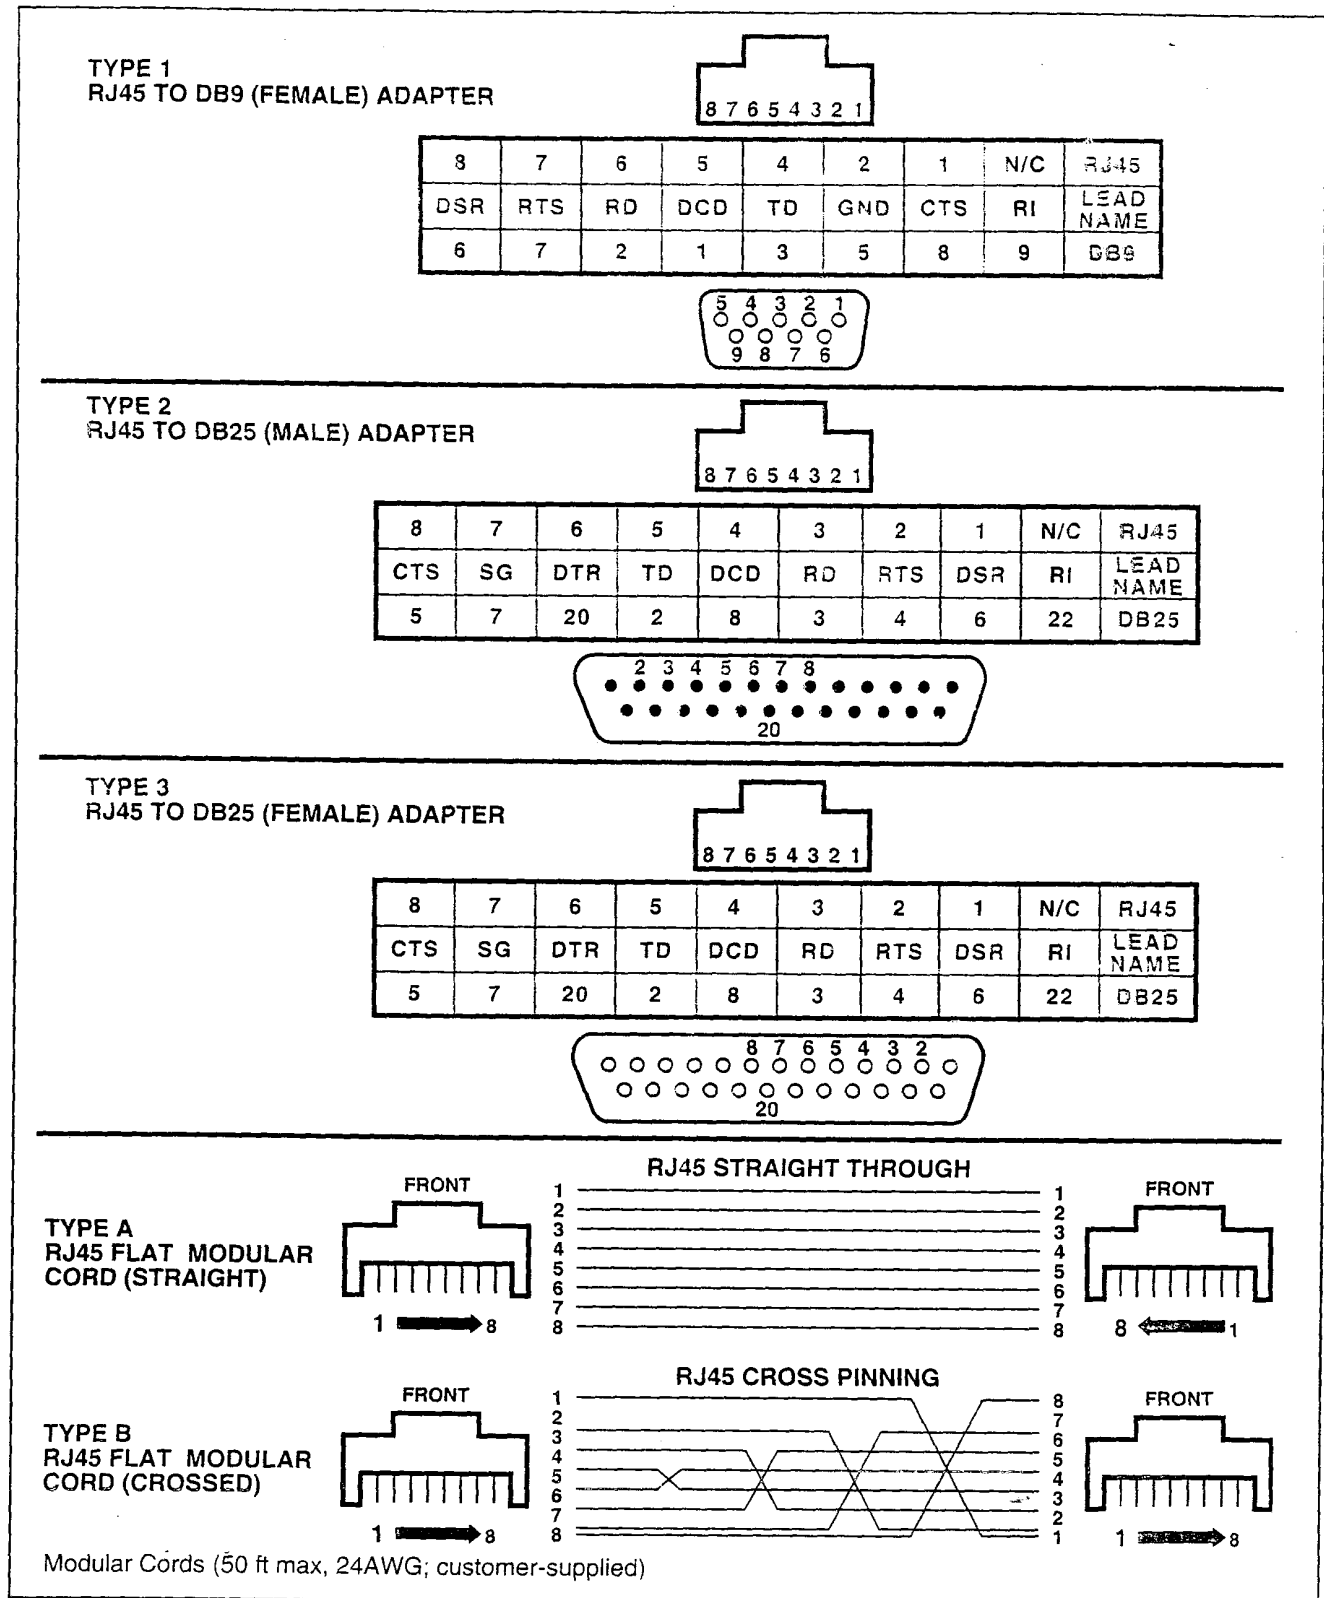 TYPE 1
RJ45 TO DB9 (FEMALE) ADAPTER
8 7 6 5 4 3 2 1
8 7 6 5 4 2 1 N/C RJ45
DSR RTS RD DCD TD GND CTS RI LEAD NAME
6 7 2 1 3 5 8 9 DB9
5 4 3 2 1
9 8 7 6
TYPE 2
RJ45 TO DB25 (MALE) ADAPTER
8 7 6 5 4 3 2 1
8 7 6 5 4 3 2 1 N/C RJ45
CTS SG DTR TD DCD RD RTS DSR RI LEAD NAME
5 7 20 2 8 3 4 6 22 DB25
2 3 4 5 6 7 8
20
TYPE 3
RJ45 TO DB25 (FEMALE) ADAPTER
8 7 6 5 4 3 2 1
8 7 6 5 4 3 2 1 N/C RJ45
CTS SG DTR TD DCD RD RTS DSR RI LEAD NAME
5 7 20 2 8 3 4 6 22 DB25
8 7 6 5 4 3 2
20
RJ45 STRAIGHT THROUGH
TYPE A
RJ45 FLAT MODULAR
CORD (STRAIGHT)
FRONT
1 8
1 1
2 2
3 3
4 4
5 5
6 6
7 7
8 8
FRONT
8 1
RJ45 CROSS PINNING
TYPE B
RJ45 FLAT MODULAR
CORD (CROSSED)
FRONT
1 8
1 8
2 7
3 6
4 5
5 4
6 3
7 2
8 1
FRONT
1 8
Modular Cords (50 ft max, 24AWG; customer-supplied)